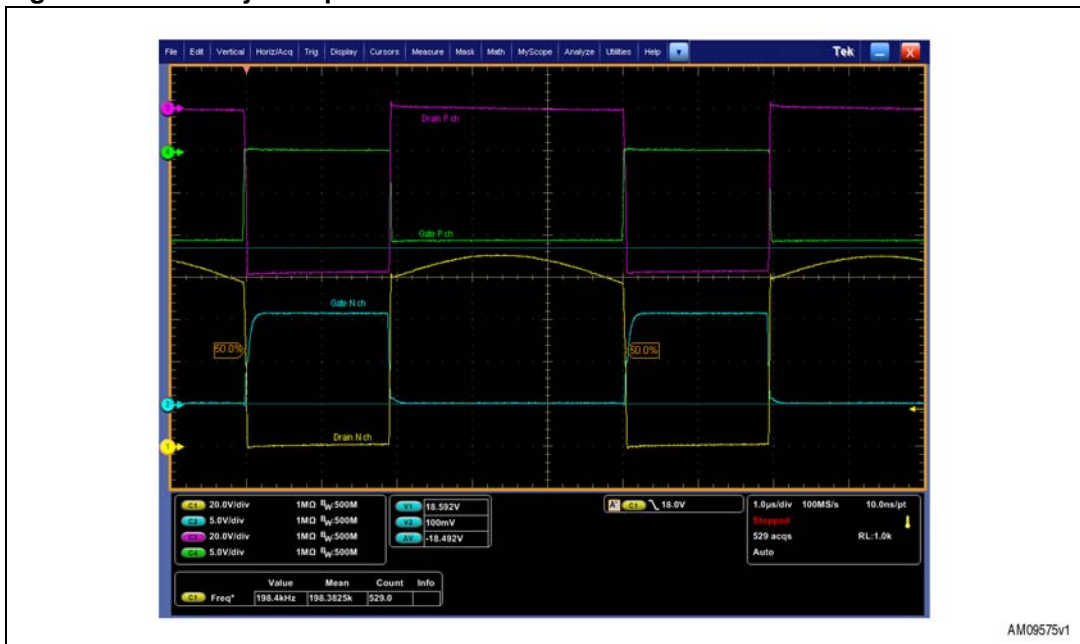 File Edit Vertical Horiz/Acq Trig Display Cursors Measure Mask Math MyScope Analyze Utilities Help Tek X
3
Drain P ch
4
Gate P ch
Gate N ch
50.0% 50.0%
2
Drain N ch
1
C1 20.0V/div 1MΩ BW:500M
C2 5.0V/div 1MΩ BW:500M
C3 20.0V/div 1MΩ BW:500M
C4 5.0V/div 1MΩ BW:500M
V1 18.592V
V2 100mV
ΔV -18.492V
A' C1 18.0V
1.0µs/div 100MS/s 10.0ns/pt
Stopped
529 acqs RL:1.0k
Auto
Value Mean Count Info
C1 Freq* 198.4kHz 198.3825k 529.0
AM09575v1